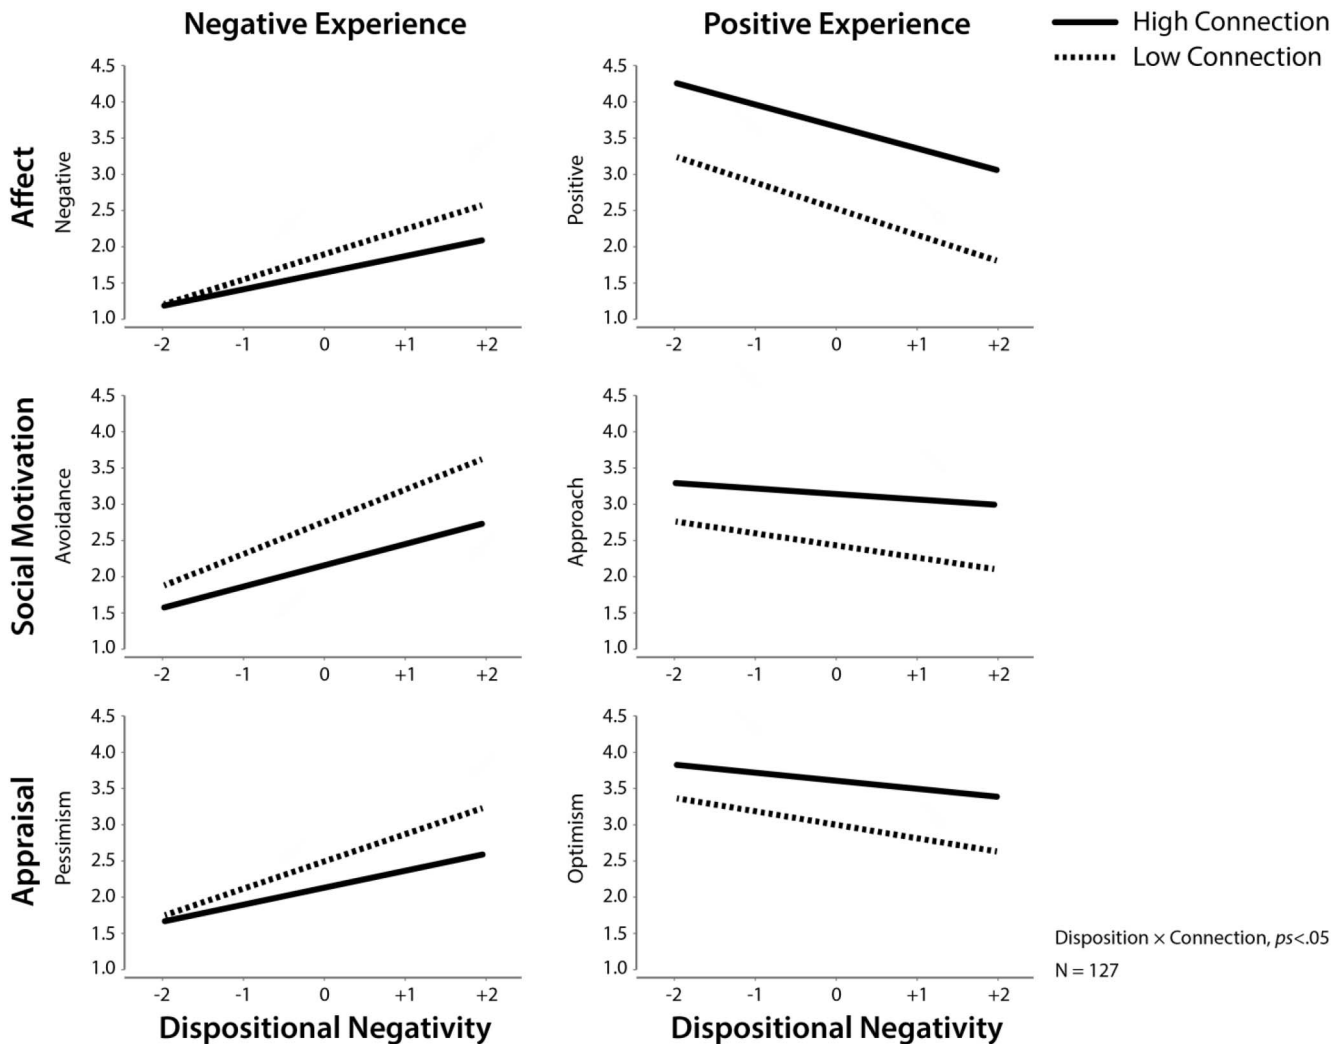 Negative Experience
Positive Experience
High Connection
Low Connection
Affect
Negative
4.5
4.0
3.5
3.0
2.5
2.0
1.5
1.0
-2 -1 0 +1 +2
Positive
4.5
4.0
3.5
3.0
2.5
2.0
1.5
1.0
-2 -1 0 +1 +2
Social Motivation
Avoidance
4.5
4.0
3.5
3.0
2.5
2.0
1.5
1.0
-2 -1 0 +1 +2
Approach
4.5
4.0
3.5
3.0
2.5
2.0
1.5
1.0
-2 -1 0 +1 +2
Appraisal
Pessimism
4.5
4.0
3.5
3.0
2.5
2.0
1.5
1.0
-2 -1 0 +1 +2
Dispositional Negativity
Optimism
4.5
4.0
3.5
3.0
2.5
2.0
1.5
1.0
-2 -1 0 +1 +2
Dispositional Negativity
Disposition × Connection, ps<.05
N = 127